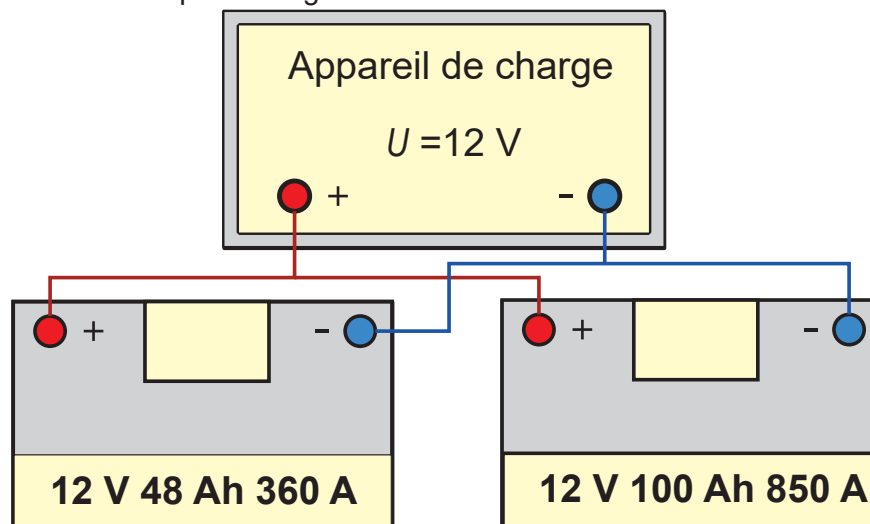 Appareil de charge
U =12 V
+ -
+ - + -
12 V 48 Ah 360 A
12 V 100 Ah 850 A